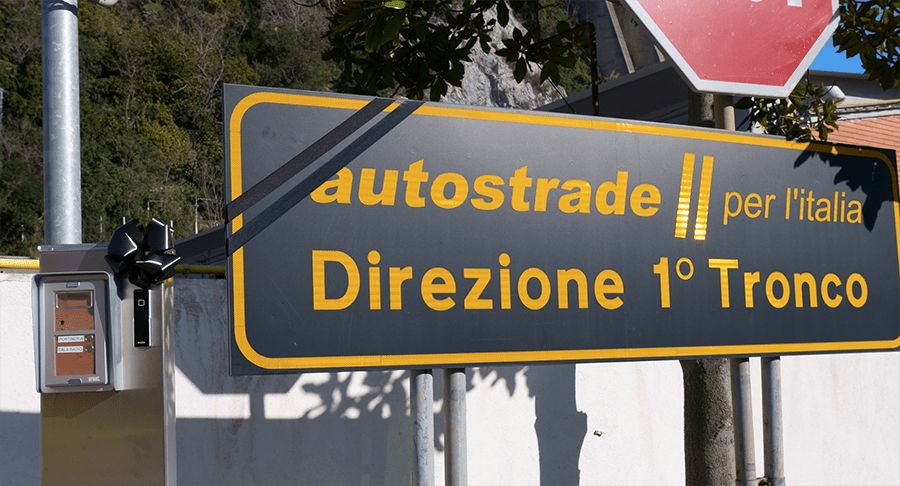 autostrade per l'italia
Direzione 1° Tronco
PORTINERIA
SALA RADIO